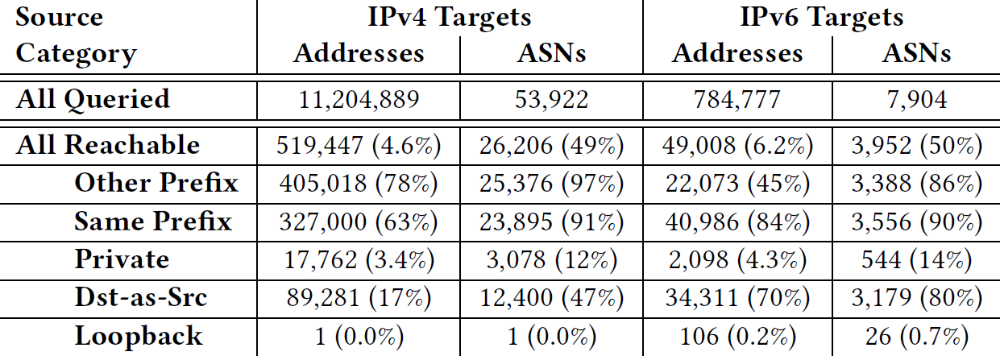 Source IPv4 Targets IPv6 Targets
Category Addresses ASNs Addresses ASNs
All Queried 11,204,889 53,922 784,777 7,904
All Reachable 519,447 (4.6%) 26,206 (49%) 49,008 (6.2%) 3,952 (50%)
Other Prefix 405,018 (78%) 25,376 (97%) 22,073 (45%) 3,388 (86%)
Same Prefix 327,000 (63%) 23,895 (91%) 40,986 (84%) 3,556 (90%)
Private 17,762 (3.4%) 3,078 (12%) 2,098 (4.3%) 544 (14%)
Dst-as-Src 89,281 (17%) 12,400 (47%) 34,311 (70%) 3,179 (80%)
Loopback 1 (0.0%) 1 (0.0%) 106 (0.2%) 26 (0.7%)